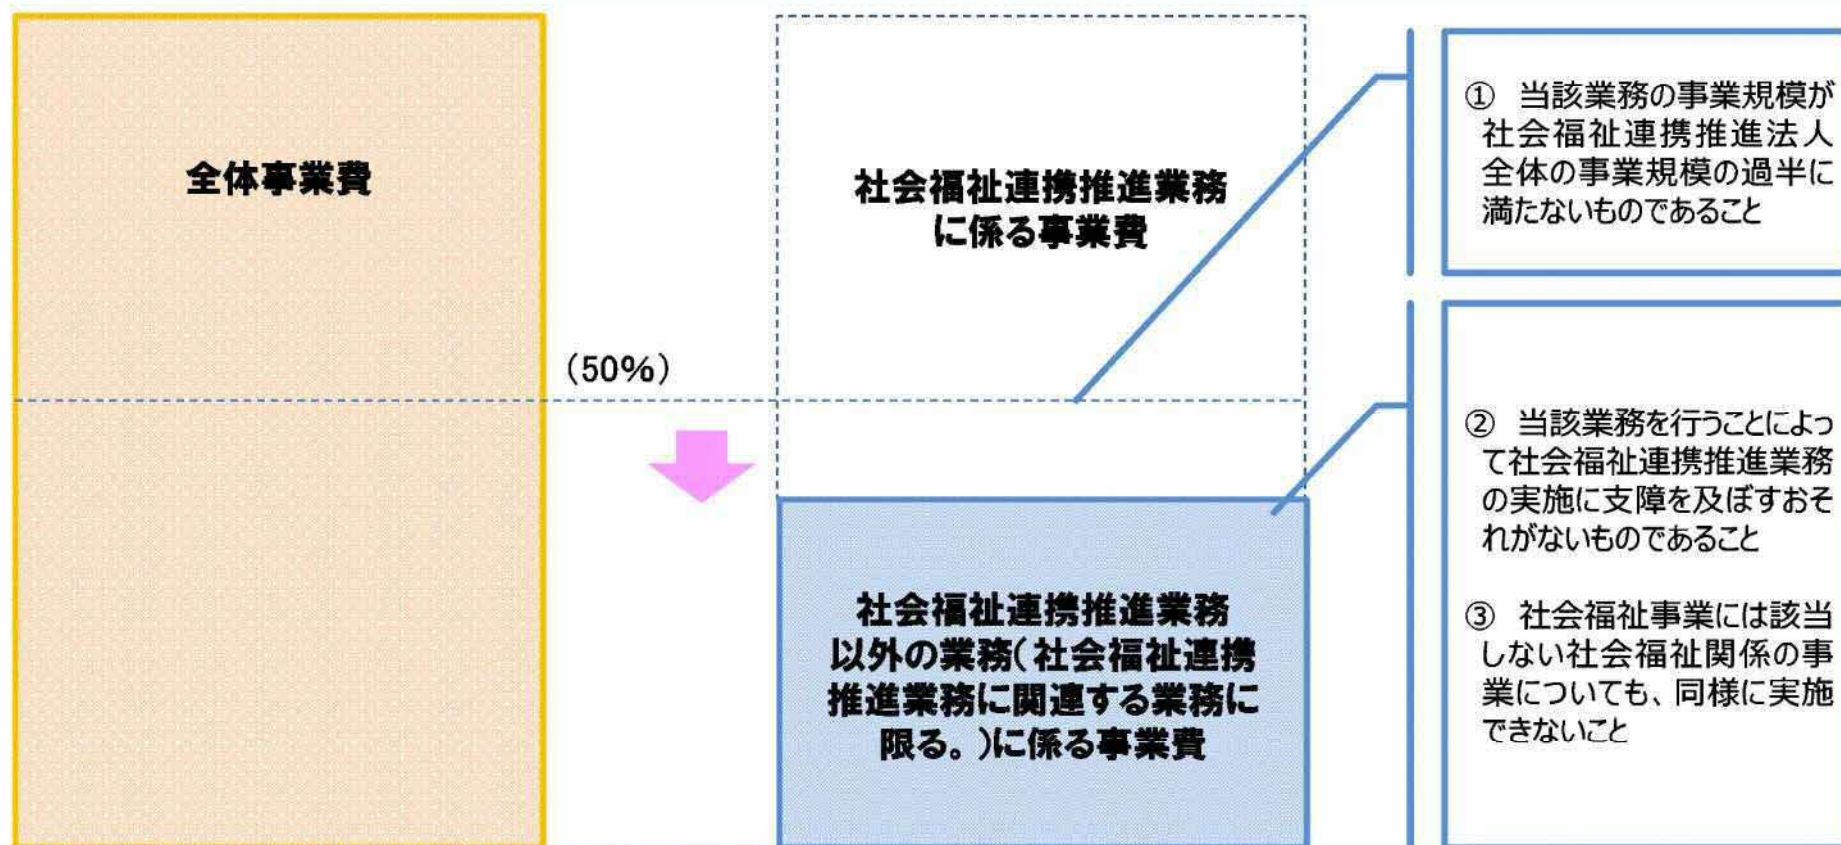 全体事業費
(50%)
社会福祉連携推進業務
に係る事業費
社会福祉連携推進業務
以外の業務(社会福祉連携
推進業務に関連する業務に
限る。)に係る事業費
① 当該業務の事業規模が
社会福祉連携推進法人
全体の事業規模の過半に
満たないものであること
② 当該業務を行うことによっ
て社会福祉連携推進業務
の実施に支障を及ぼすおそ
れがないものであること
③ 社会福祉事業には該当
しない社会福祉関係の事
業についても、同様に実施
できないこと